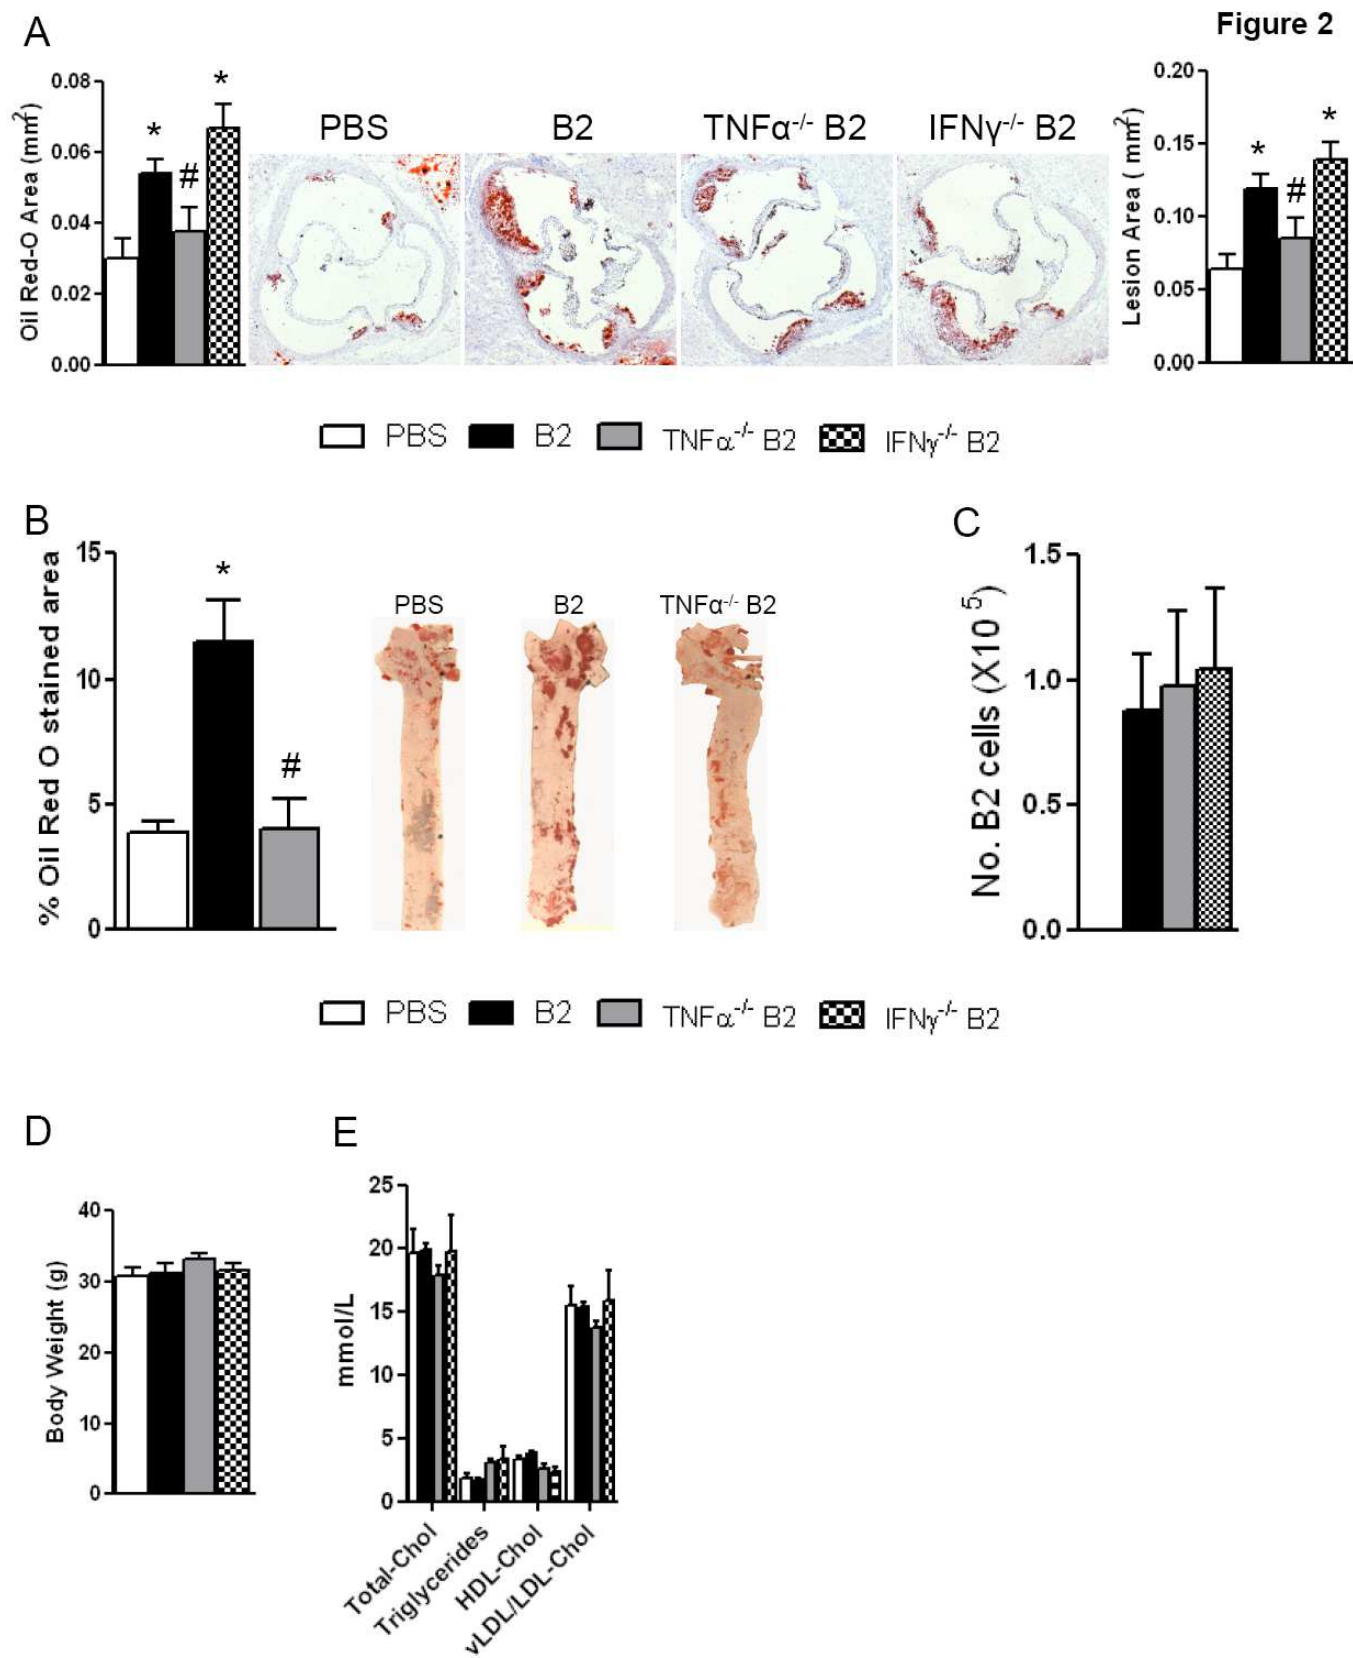 Figure 2
A
Oil Red-O Area (mm2)
0.08
0.06
0.04
0.02
0.00
*
*
#
PBS
B2
TNFα-/- B2
IFNγ-/- B2
Lesion Area ( mm2)
0.20
0.15
0.10
0.05
0.00
*
*
#
PBS
B2
TNFα-/- B2
IFNγ-/- B2
B
% Oil Red O stained area
15
10
5
0
*
#
PBS
B2
TNFα-/- B2
C
No. B2 cells (X10 5)
1.5
1.0
0.5
0.0
PBS
B2
TNFα-/- B2
IFNγ-/- B2
D
Body Weight (g)
40
30
20
10
0
E
mmol/L
25
20
15
10
5
0
Total-Chol
Triglycerides
HDL-Chol
vLDL/LDL-Chol